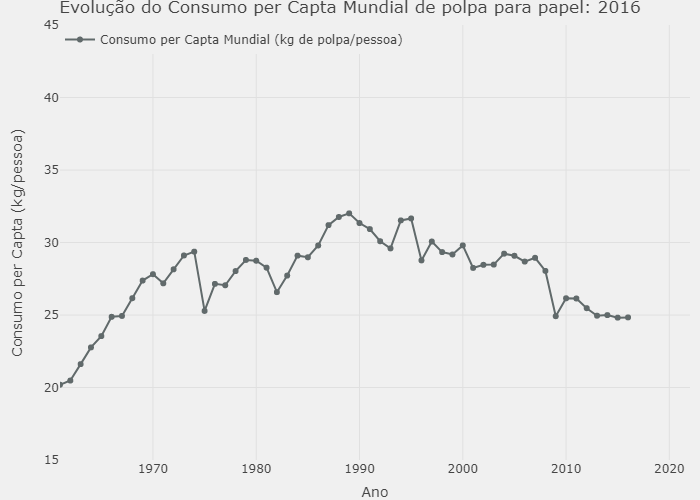 Evolução do Consumo per Capta Mundial de polpa para papel: 2016
45
Consumo per Capta Mundial (kg de polpa/pessoa)
40
35
30
25
20
15
Consumo per Capta (kg/pessoa)
1970 1980 1990 2000 2010 2020
Ano